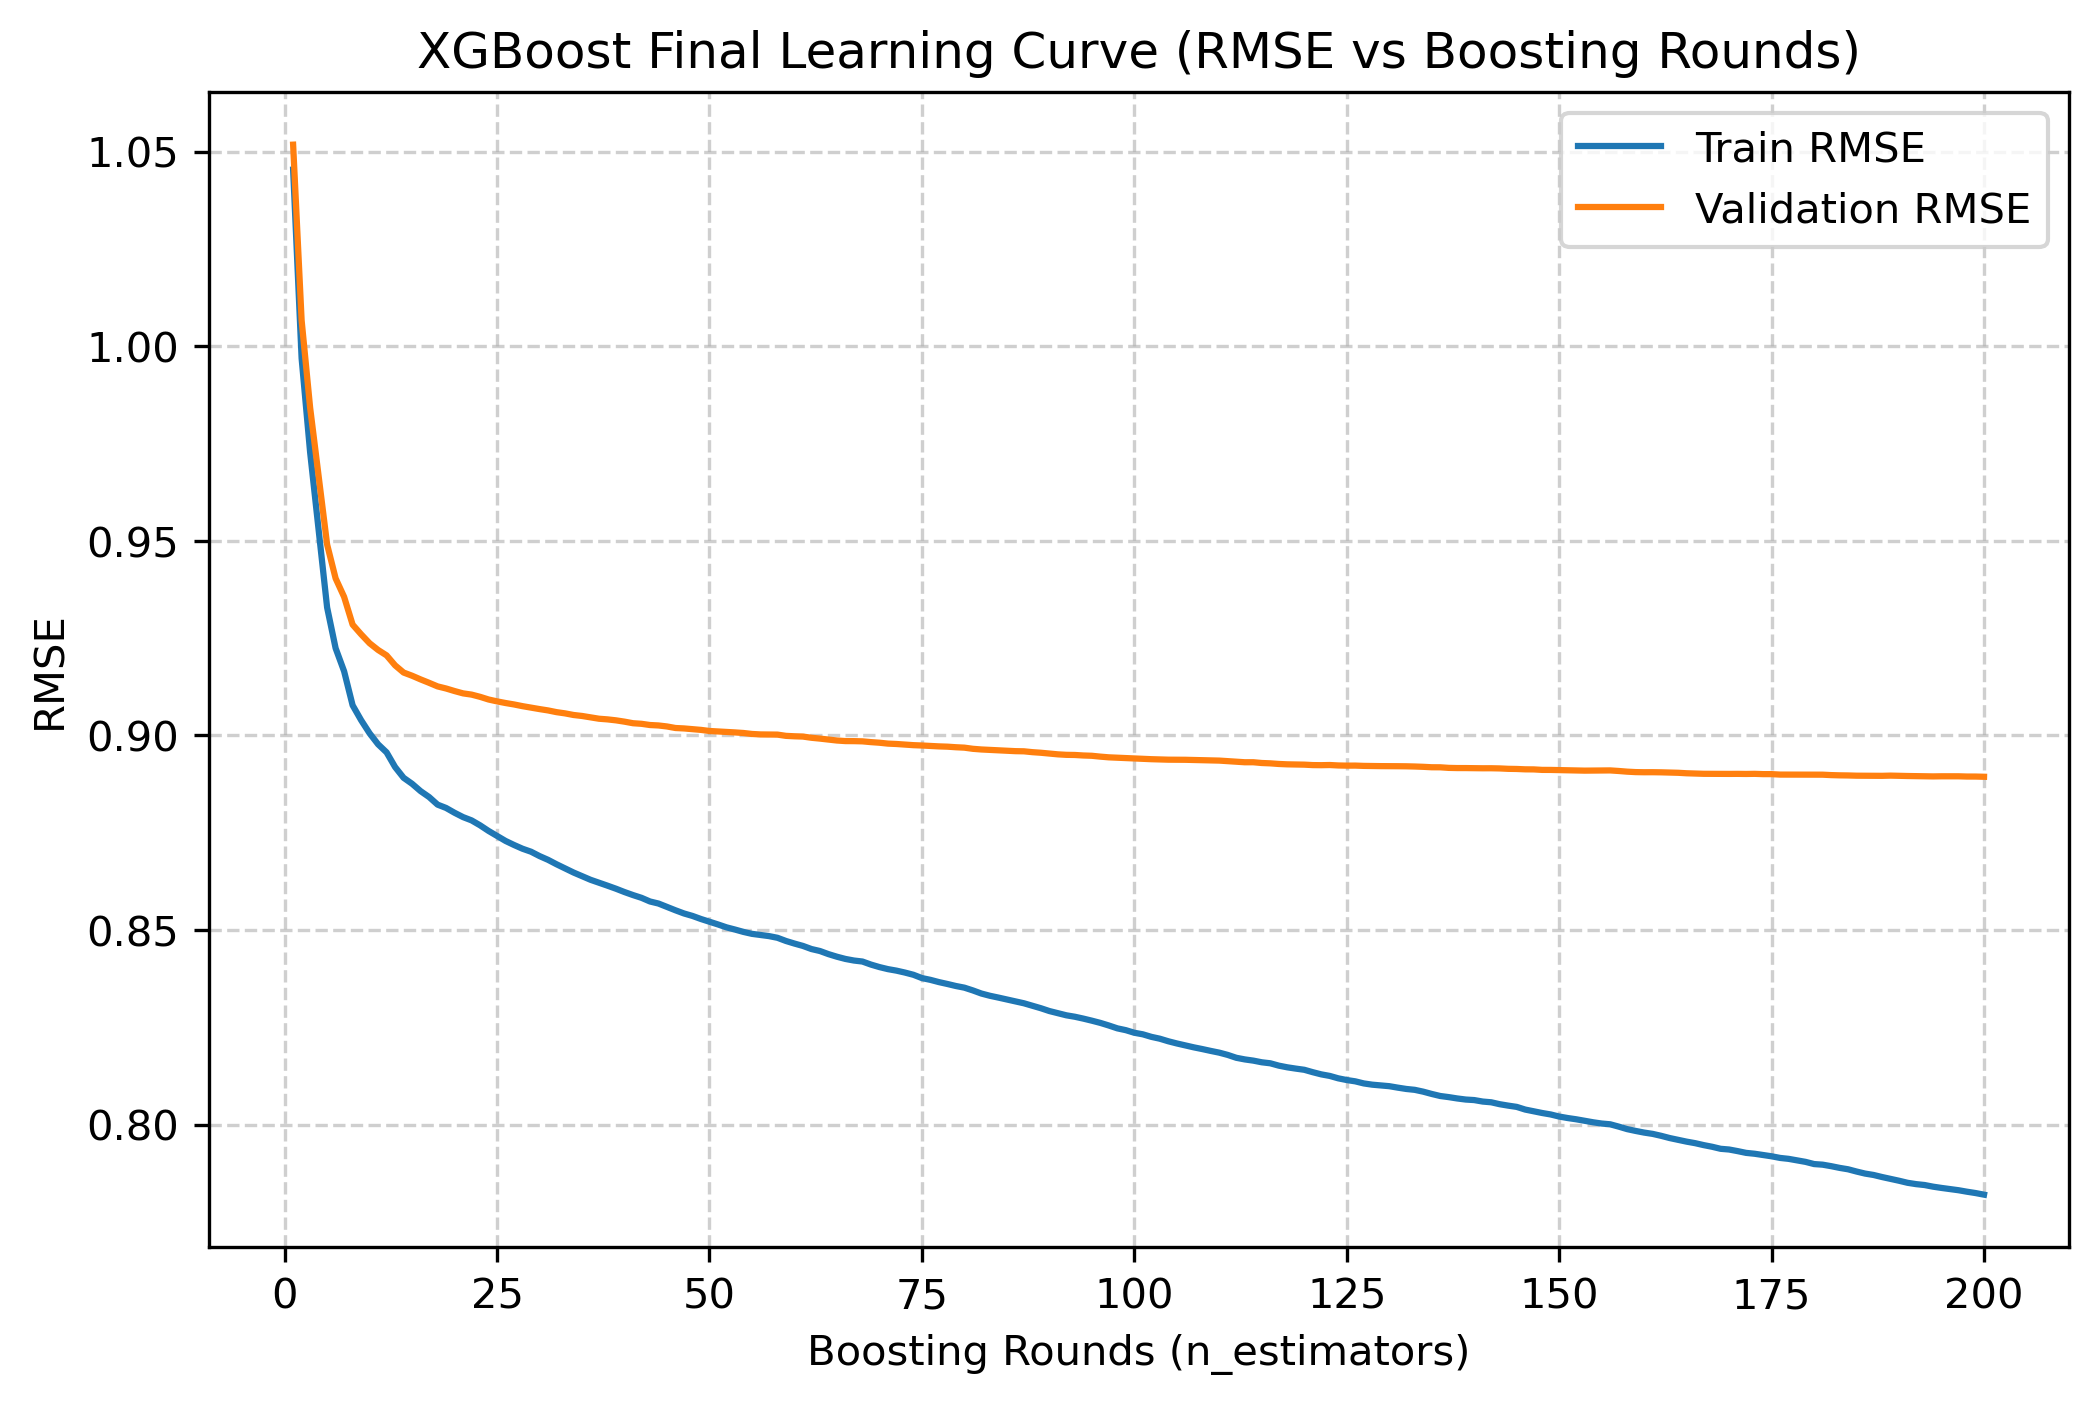 XGBoost Final Learning Curve (RMSE vs Boosting Rounds)
Train RMSE
Validation RMSE
1.05
1.00
0.95
0.90
0.85
0.80
RMSE
0 25 50 75 100 125 150 175 200
Boosting Rounds (n_estimators)